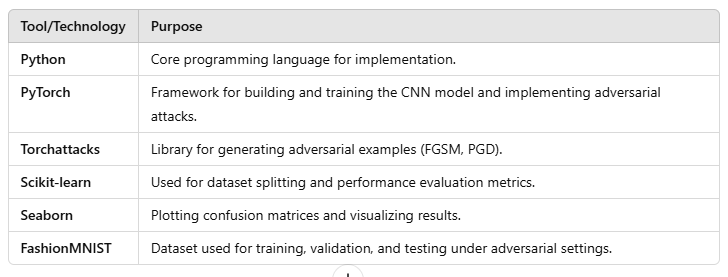 Tool/Technology Purpose
Python Core programming language for implementation.
PyTorch Framework for building and training the CNN model and implementing adversarial
attacks.
Torchattacks Library for generating adversarial examples (FGSM, PGD).
Scikit-learn Used for dataset splitting and performance evaluation metrics.
Seaborn Plotting confusion matrices and visualizing results.
FashionMNIST Dataset used for training, validation, and testing under adversarial settings.